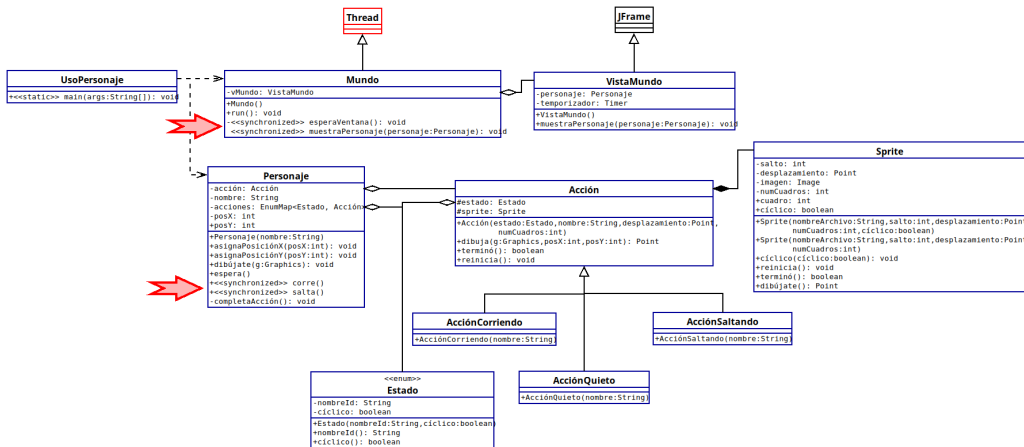 Thread
JFrame
UsoPersonaje
+<<static>> main(args:String[]): void
Mundo
-vMundo: VistaMundo
+Mundo()
+run(): void
-<<synchronized>> esperaVentana(): void
<<synchronized>> muestraPersonaje(personaje:Personaje): void
VistaMundo
-personaje: Personaje
-temporizador: Timer
+VistaMundo()
+muestraPersonaje(personaje:Personaje): void
Personaje
-acción: Acción
-nombre: String
-acciones: EnumMap<Estado, Acción>
-posX: int
-posY: int
+Personaje(nombre:String)
+asignaPosiciónX(posX:int): void
+asignaPosiciónY(posY:int): void
+dibújate(g:Graphics): void
+espera()
+<<synchronized>> corre()
+<<synchronized>> salta()
-completaAcción(): void
Acción
#estado: Estado
#sprite: Sprite
+Acción(estado:Estado,nombre:String,desplazamiento:Point,
numCuadros:int)
+dibuja(g:Graphics,posX:int,posY:int): Point
+terminó(): boolean
+reinicia(): void
Sprite
-salto: int
-desplazamiento: Point
-imagen: Image
-numCuadros: int
+cuadro: int
+cíclico: boolean
+Sprite(nombreArchivo:String,salto:int,desplazamiento:Point
numCuadros:int,cíclico:boolean)
+Sprite(nombreArchivo:String,salto:int,desplazamiento:Point
numCuadros:int)
+cíclico(cíclico:boolean): void
+reinicia(): void
+terminó(): boolean
+dibújate(): Point
AcciónCorriendo
+AcciónCorriendo(nombre:String)
AcciónSaltando
+AcciónSaltando(nombre:String)
AcciónQuieto
+AcciónQuieto(nombre:String)
<<enum>>
Estado
-nombreId: String
-cíclico: boolean
+Estado(nombreId:String,cíclico:boolean)
+nombreId(): String
+cíclico(): boolean